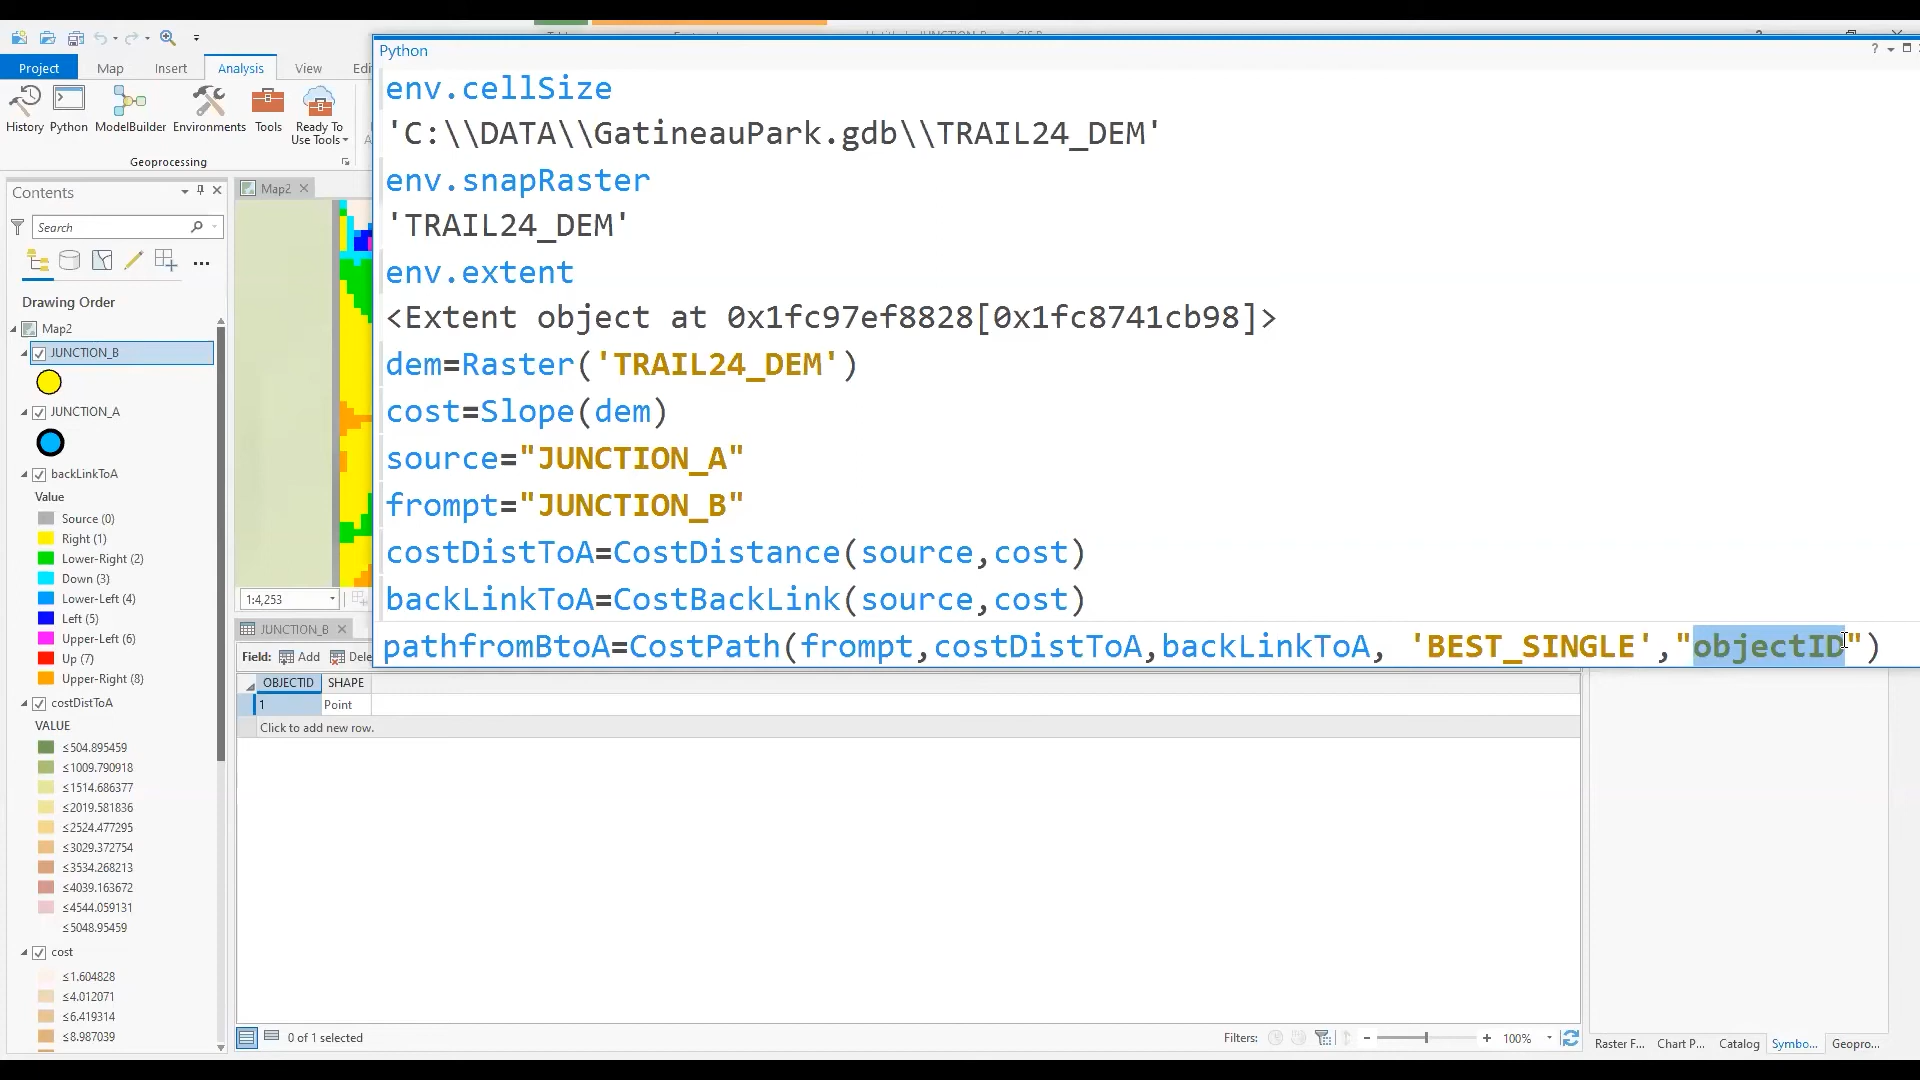 Python
Project Map Insert Analysis View Edi
env.cellSize
'C:\\DATA\\GatineauPark.gdb\\TRAIL24_DEM'
env.snapRaster
'TRAIL24_DEM'
env.extent
<Extent object at 0x1fc97ef8828[0x1fc8741cb98]>
dem=Raster('TRAIL24_DEM')
cost=Slope(dem)
source="JUNCTION_A"
frompt="JUNCTION_B"
costDistToA=CostDistance(source,cost)
backLinkToA=CostBackLink(source,cost)
pathfromBtoA=CostPath(frompt,costDistToA,backLinkToA, 'BEST_SINGLE',"objectID")
History Python ModelBuilder Environments Tools Ready To
Use Tools
Geoprocessing
Contents
Search
Drawing Order
Map2
JUNCTION_B
JUNCTION_A
backLinkToA
Value
Source (0)
Right (1)
Lower-Right (2)
Down (3)
Lower-Left (4)
Left (5)
Upper-Left (6)
Up (7)
Upper-Right (8)
costDistToA
VALUE
≤504.895459
≤1009.790918
≤1514.686377
≤2019.581836
≤2524.477295
≤3029.372754
≤3534.268213
≤4039.163672
≤4544.059131
≤5048.95459
cost
≤1.604828
≤4.012071
≤6.419314
≤8.987039
Map2
1:4,253
JUNCTION_B
Field: Add Dele
OBJECTID SHAPE
1 Point
Click to add new row.
0 of 1 selected
Filters:
- + 100%
Raster F... Chart P... Catalog Symbo... Geopro...